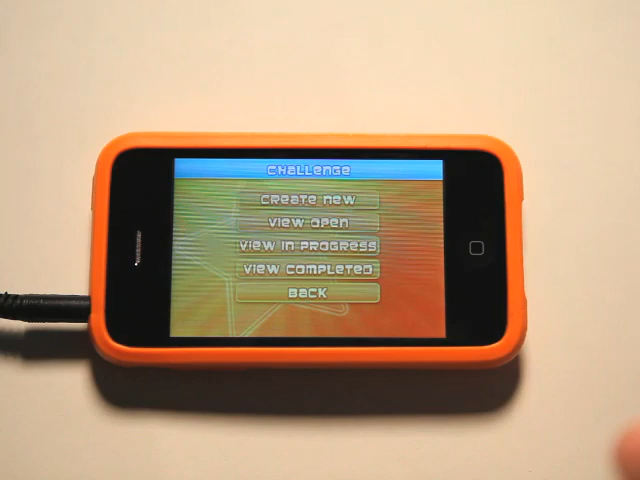 CHALLENGE
CREATE NEW
VIEW OPEN
VIEW IN PROGRESS
VIEW COMPLETED
BACK